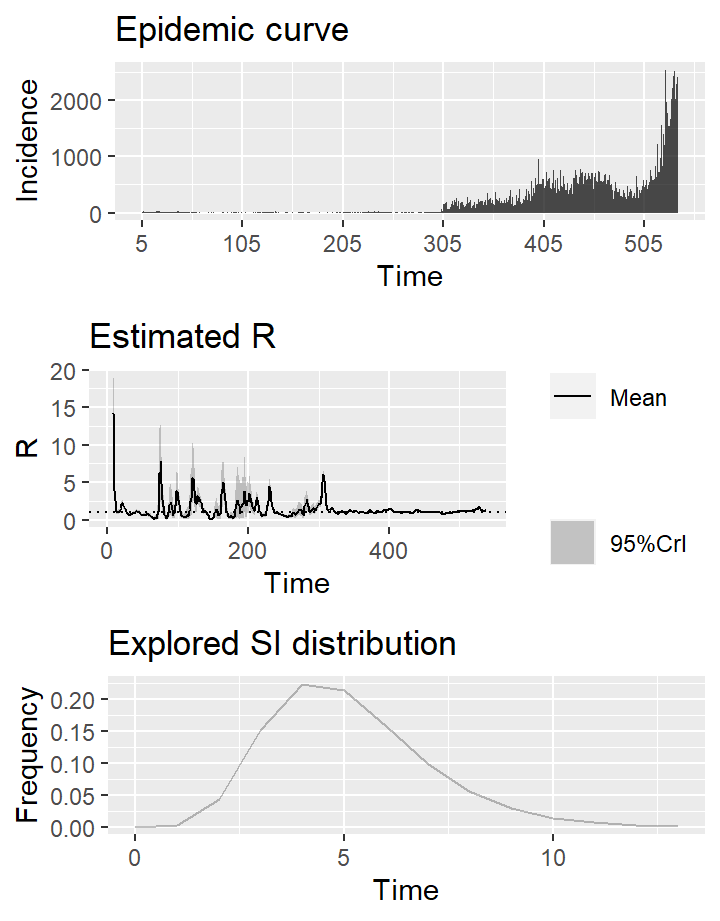 Epidemic curve
2000
1000
0
Incidence
5 105 205 305 405 505
Time
Estimated R
20
15
10
5
0
R
0 200 400
Time
Mean
95%CrI
Explored SI distribution
0.20
0.15
0.10
0.05
0.00
Frequency
0 5 10
Time